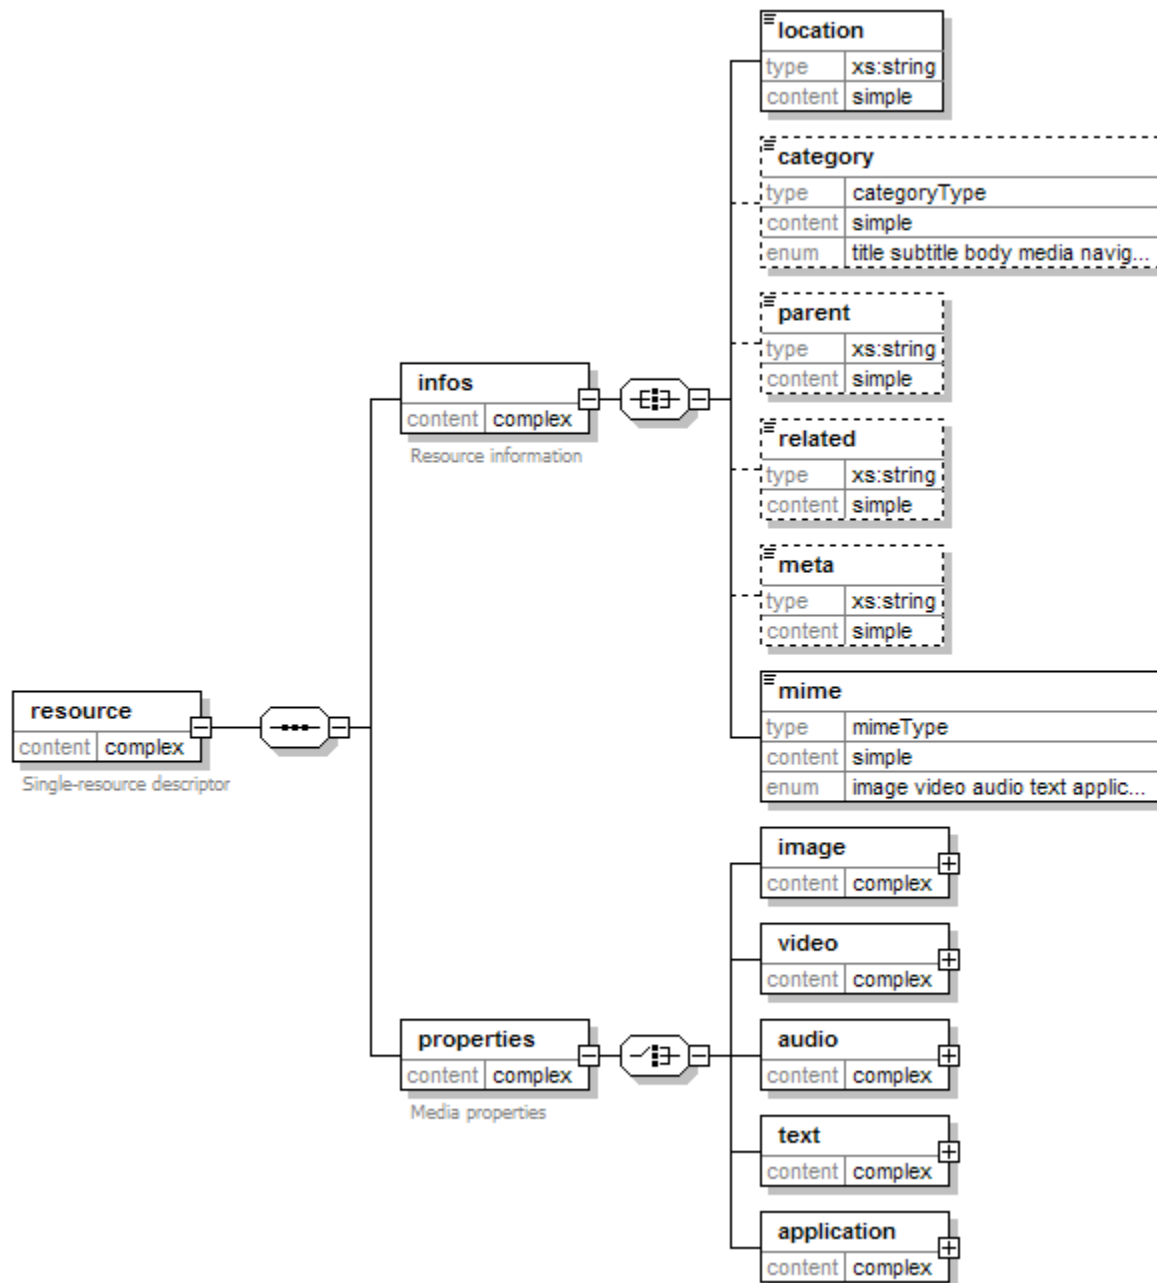 location
type xs:string
content simple
category
type categoryType
content simple
enum title subtitle body media navig...
parent
type xs:string
content simple
infos
content complex
Resource information
related
type xs:string
content simple
meta
type xs:string
content simple
resource
content complex
Single-resource descriptor
mime
type mimeType
content simple
enum image video audio text applic...
image
content complex
video
content complex
properties
content complex
Media properties
audio
content complex
text
content complex
application
content complex